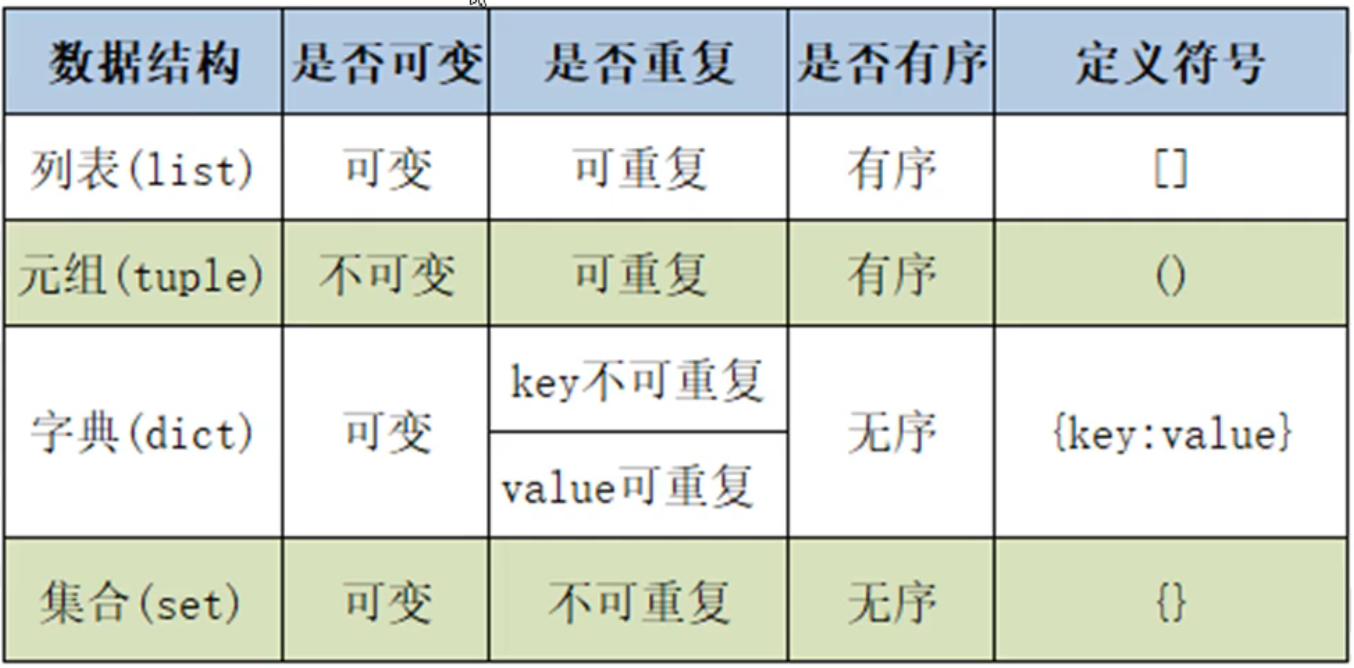 数据结构 是否可变 是否重复 是否有序 定义符号
列表(list) 可变 可重复 有序 []
元组(tuple) 不可变 可重复 有序 ()
字典(dict) 可变 key不可重复 无序 {key:value}
value可重复
集合(set) 可变 不可重复 无序 {}